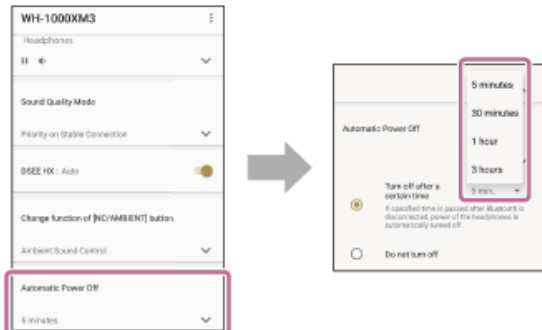 WH-1000XM3
Headphones
Sound Quality Mode
Priority on Stable Connection
DSEE HX : Auto
Change function of [NC/AMBIENT] button
Ambient Sound Control
Automatic Power Off
5 minutes
5 minutes
30 minutes
1 hour
3 hours
Automatic Power Off
Turn off after a
certain time
5 min..
If specified time is passed after Bluetooth is
disconnected, power of the headphones is
automatically turned off.
Do not turn off